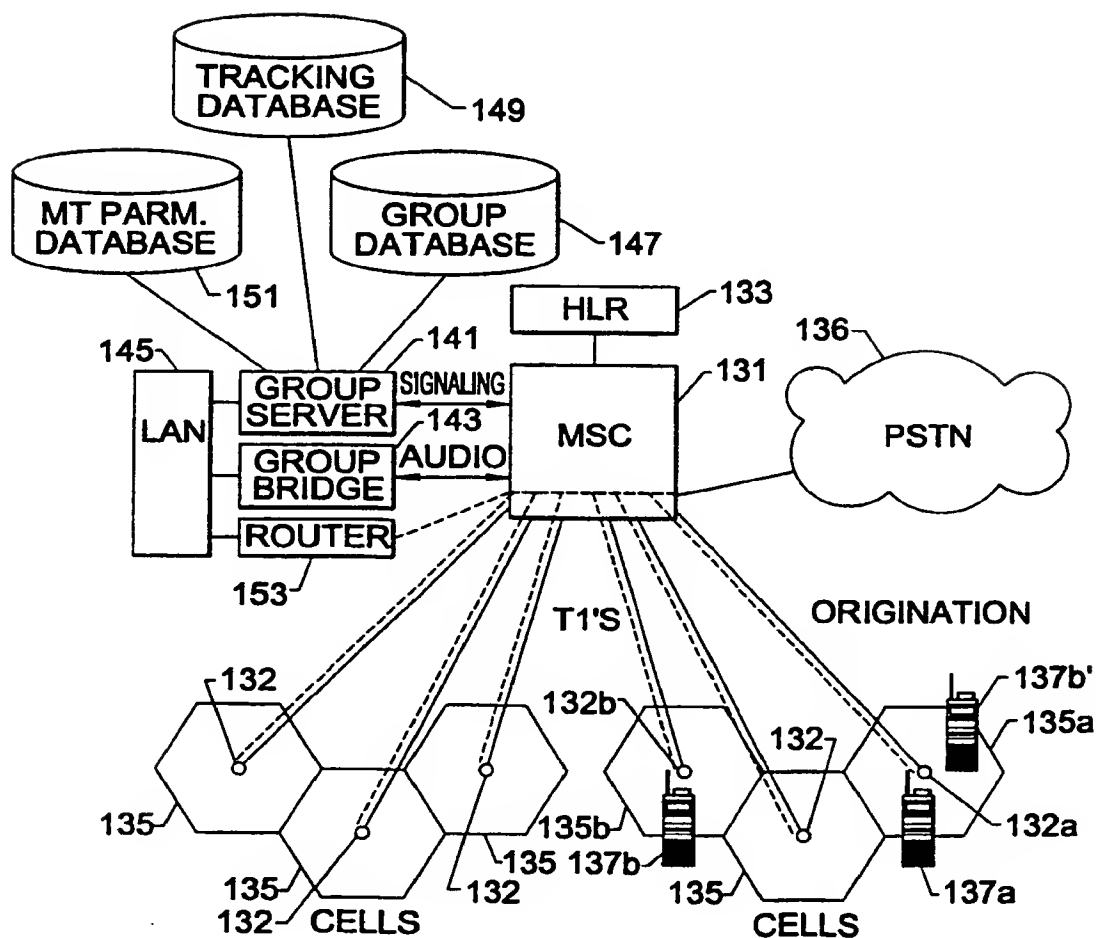 TRACKING
DATABASE
149
MT PARM.
DATABASE
151
GROUP
DATABASE
147
HLR
133
136
145
141
SIGNALING
131
GROUP
SERVER
143
LAN
MSC
PSTN
AUDIO
GROUP
BRIDGE
ROUTER
153
T1'S
ORIGINATION
132
132b
132
137b'
135a
135
135b
135
132a
137b
135
132
135
137a
132
CELLS
CELLS